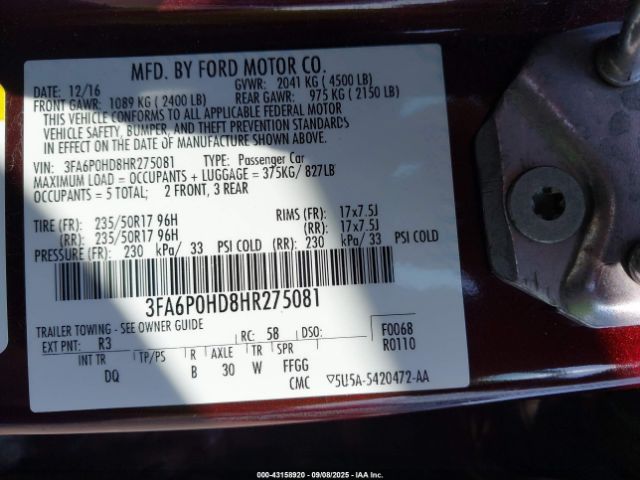 MFD. BY FORD MOTOR CO.
DATE: 12/16 GVWR: 2041 KG ( 4500 LB)
FRONT GAWR: 1089 KG ( 2400 LB) REAR GAWR: 975 KG ( 2150 LB)
THIS VEHICLE CONFORMS TO ALL APPLICABLE FEDERAL MOTOR
VEHICLE SAFETY, BUMPER, AND THEFT PREVENTION STANDARDS
IN EFFECT ON THE DATE OF MANUFACTURE SHOWN ABOVE.
VIN: 3FA6P0HD8HR275081 TYPE: Passenger Car
MAXIMUM LOAD = OCCUPANTS + LUGGAGE = 375KG/ 827LB
OCCUPANTS = 5 TOTAL; 2 FRONT, 3 REAR
TIRE (FR): 235/50R17 96H RIMS (FR): 17x7.5J
(RR): 235/50R17 96H (RR): 17x7.5J
PRESSURE (FR): 230 kPa/ 33 PSI COLD (RR): 230 kPa/ 33 PSI COLD
3FA6P0HD8HR275081
TRAILER TOWING - SEE OWNER GUIDE
EXT PNT: R3 RC: 58 DSO: F0068
R0110
INT TR TP/PS R AXLE TR SPR
DQ B 30 W FFGG
CMC ▽5U5A-5420472-AA
000-43158920 - 09/08/2025 - IAAI.COM